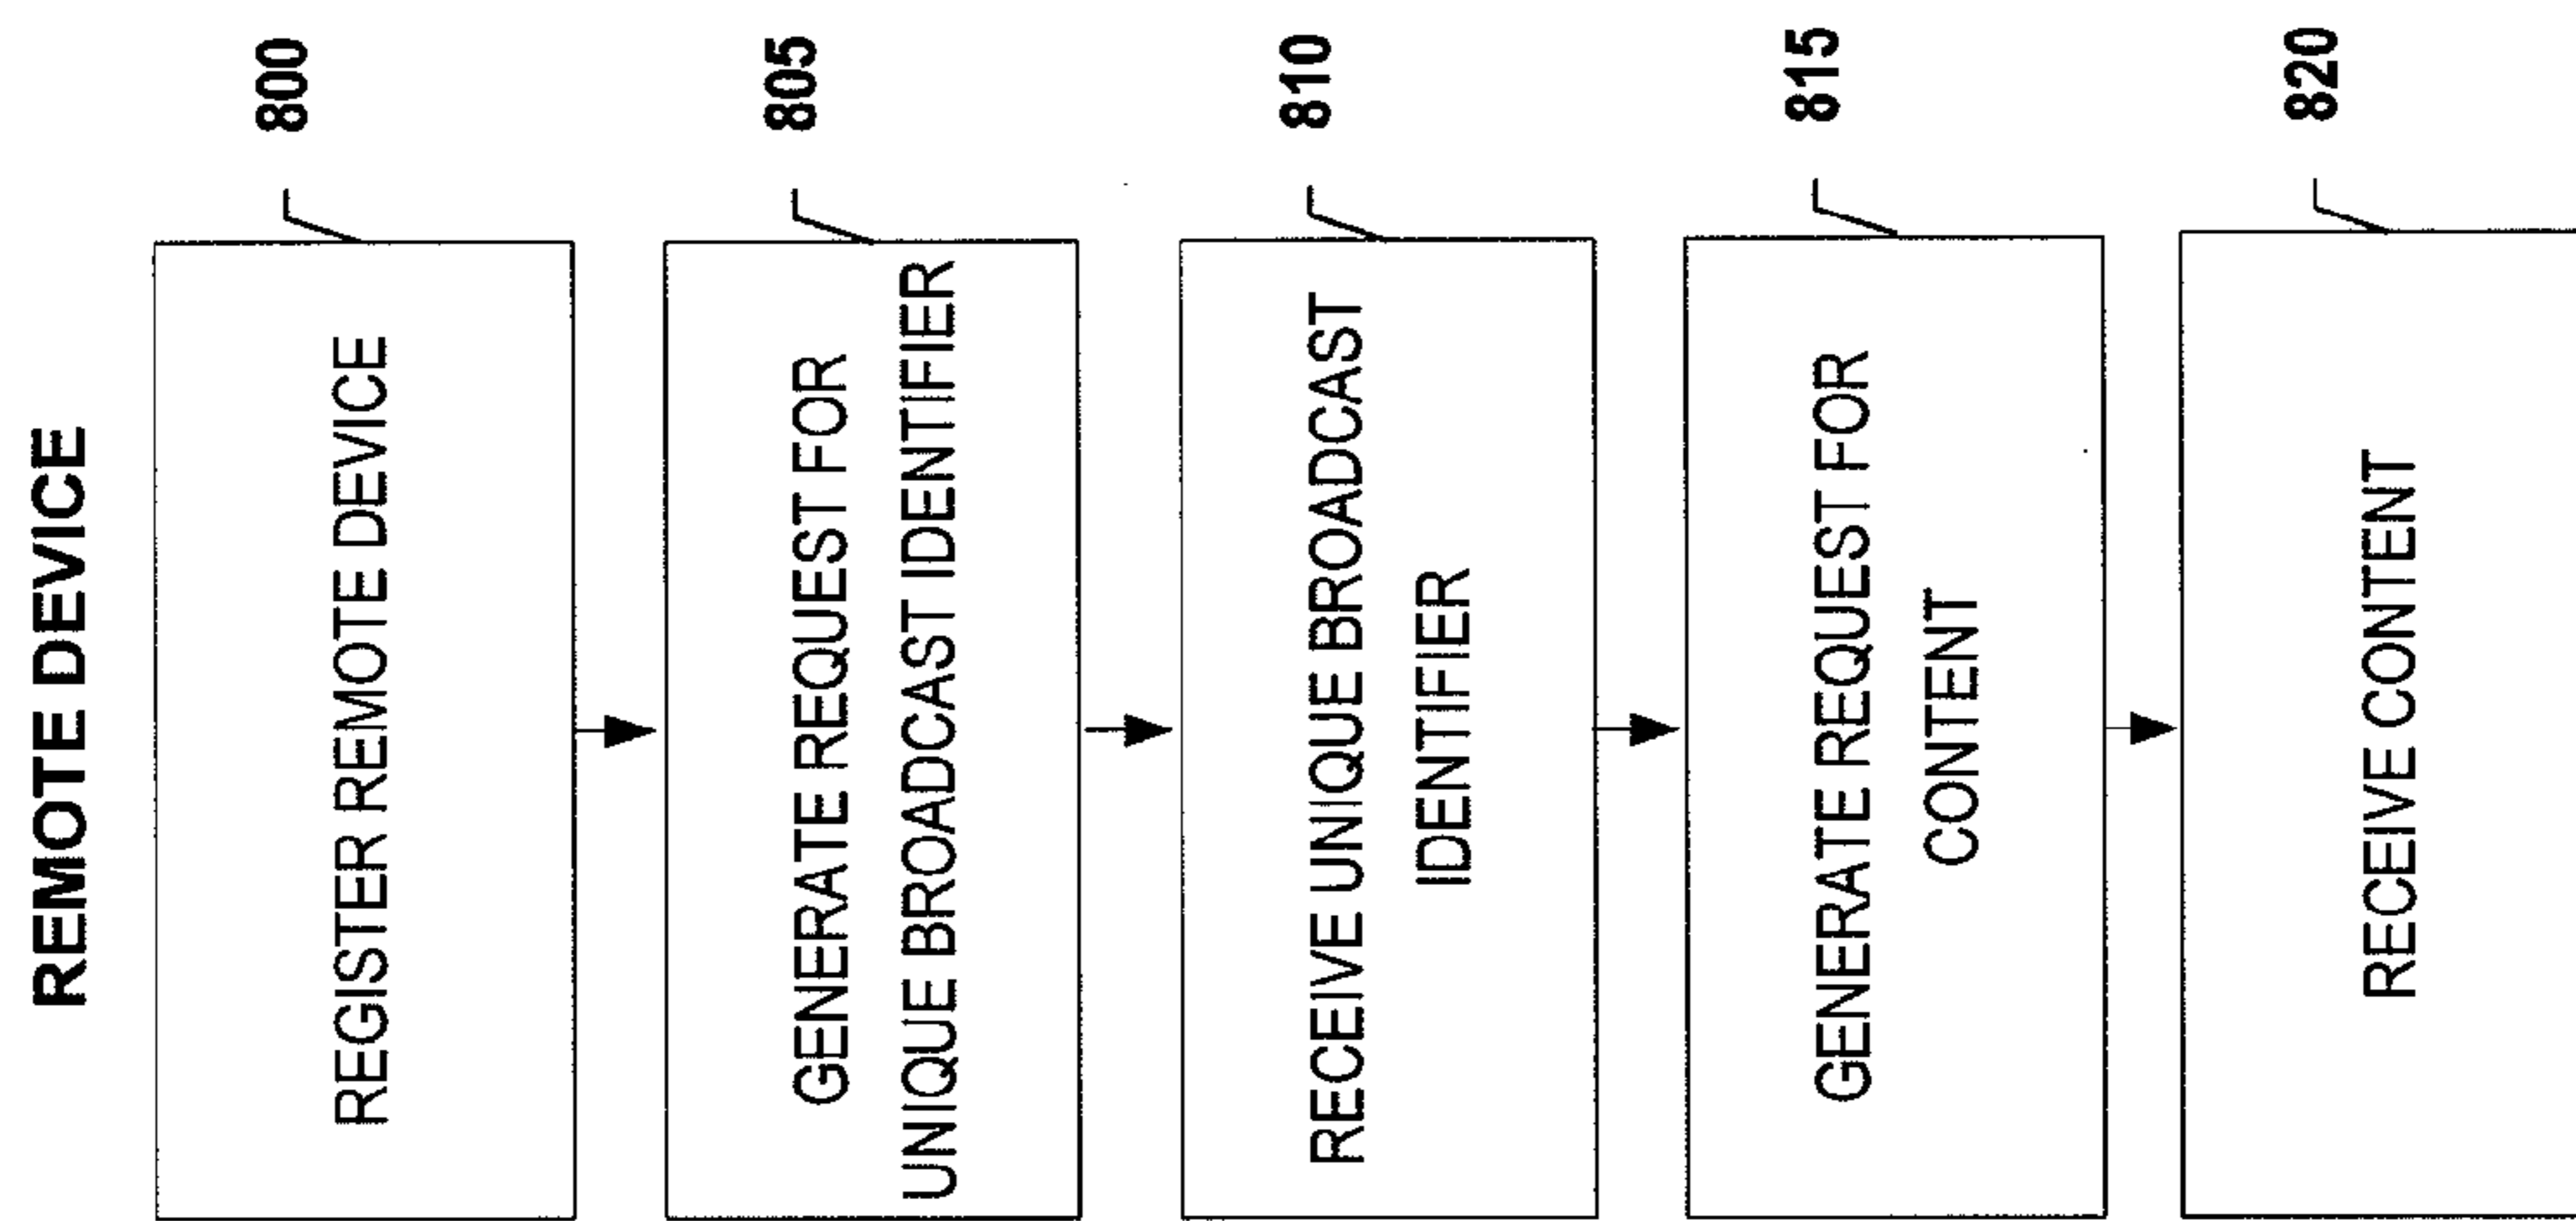 REMOTE DEVICE
REGISTER REMOTE DEVICE
800
GENERATE REQUEST FOR
UNIQUE BROADCAST IDENTIFIER
805
RECEIVE UNIQUE BROADCAST
IDENTIFIER
810
GENERATE REQUEST FOR
CONTENT
815
RECEIVE CONTENT
820